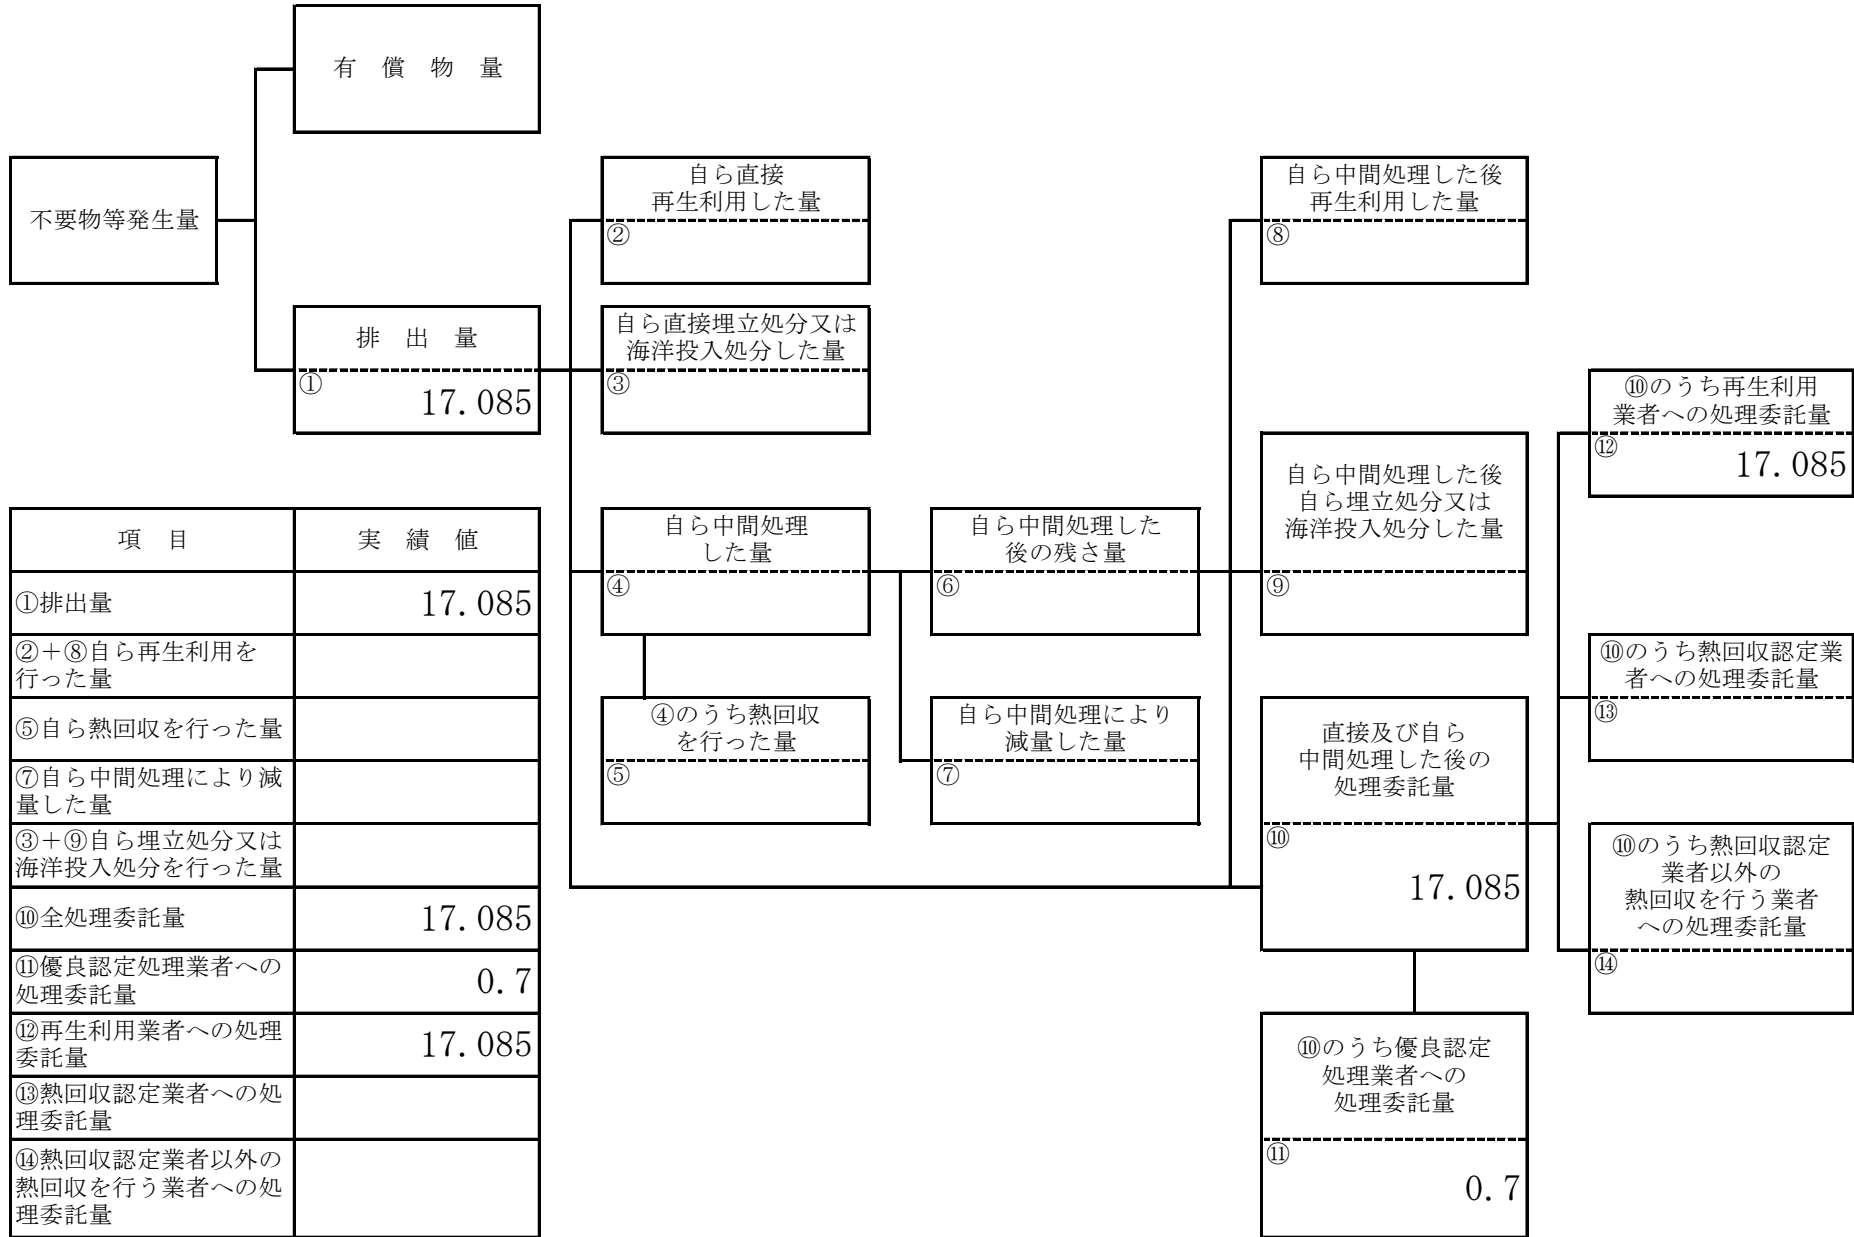 有 償 物 量
不要物等発生量
排 出 量
①
17.085
自ら直接
再生利用した量
②
自ら直接埋立処分又は
海洋投入処分した量
③
自ら中間処理
した量
④
④のうち熱回収
を行った量
⑤
自ら中間処理した
後の残さ量
⑥
自ら中間処理により
減量した量
⑦
自ら中間処理した後
再生利用した量
⑧
自ら中間処理した後
自ら埋立処分又は
海洋投入処分した量
⑨
直接及び自ら
中間処理した後の
処理委託量
⑩
17.085
⑩のうち優良認定
処理業者への
処理委託量
⑪
0.7
⑩のうち再生利用
業者への処理委託量
⑫
17.085
⑩のうち熱回収認定業
者への処理委託量
⑬
⑩のうち熱回収認定
業者以外の
熱回収を行う業者
への処理委託量
⑭
項 目 実 績 値
①排出量 17.085
②+⑧自ら再生利用を
行った量
⑤自ら熱回収を行った量
⑦自ら中間処理により減
量した量
③+⑨自ら埋立処分又は
海洋投入処分を行った量
⑩全処理委託量 17.085
⑪優良認定処理業者への
処理委託量 0.7
⑫再生利用業者への処理
委託量 17.085
⑬熱回収認定業者への処
理委託量
⑭熱回収認定業者以外の
熱回収を行う業者への処
理委託量